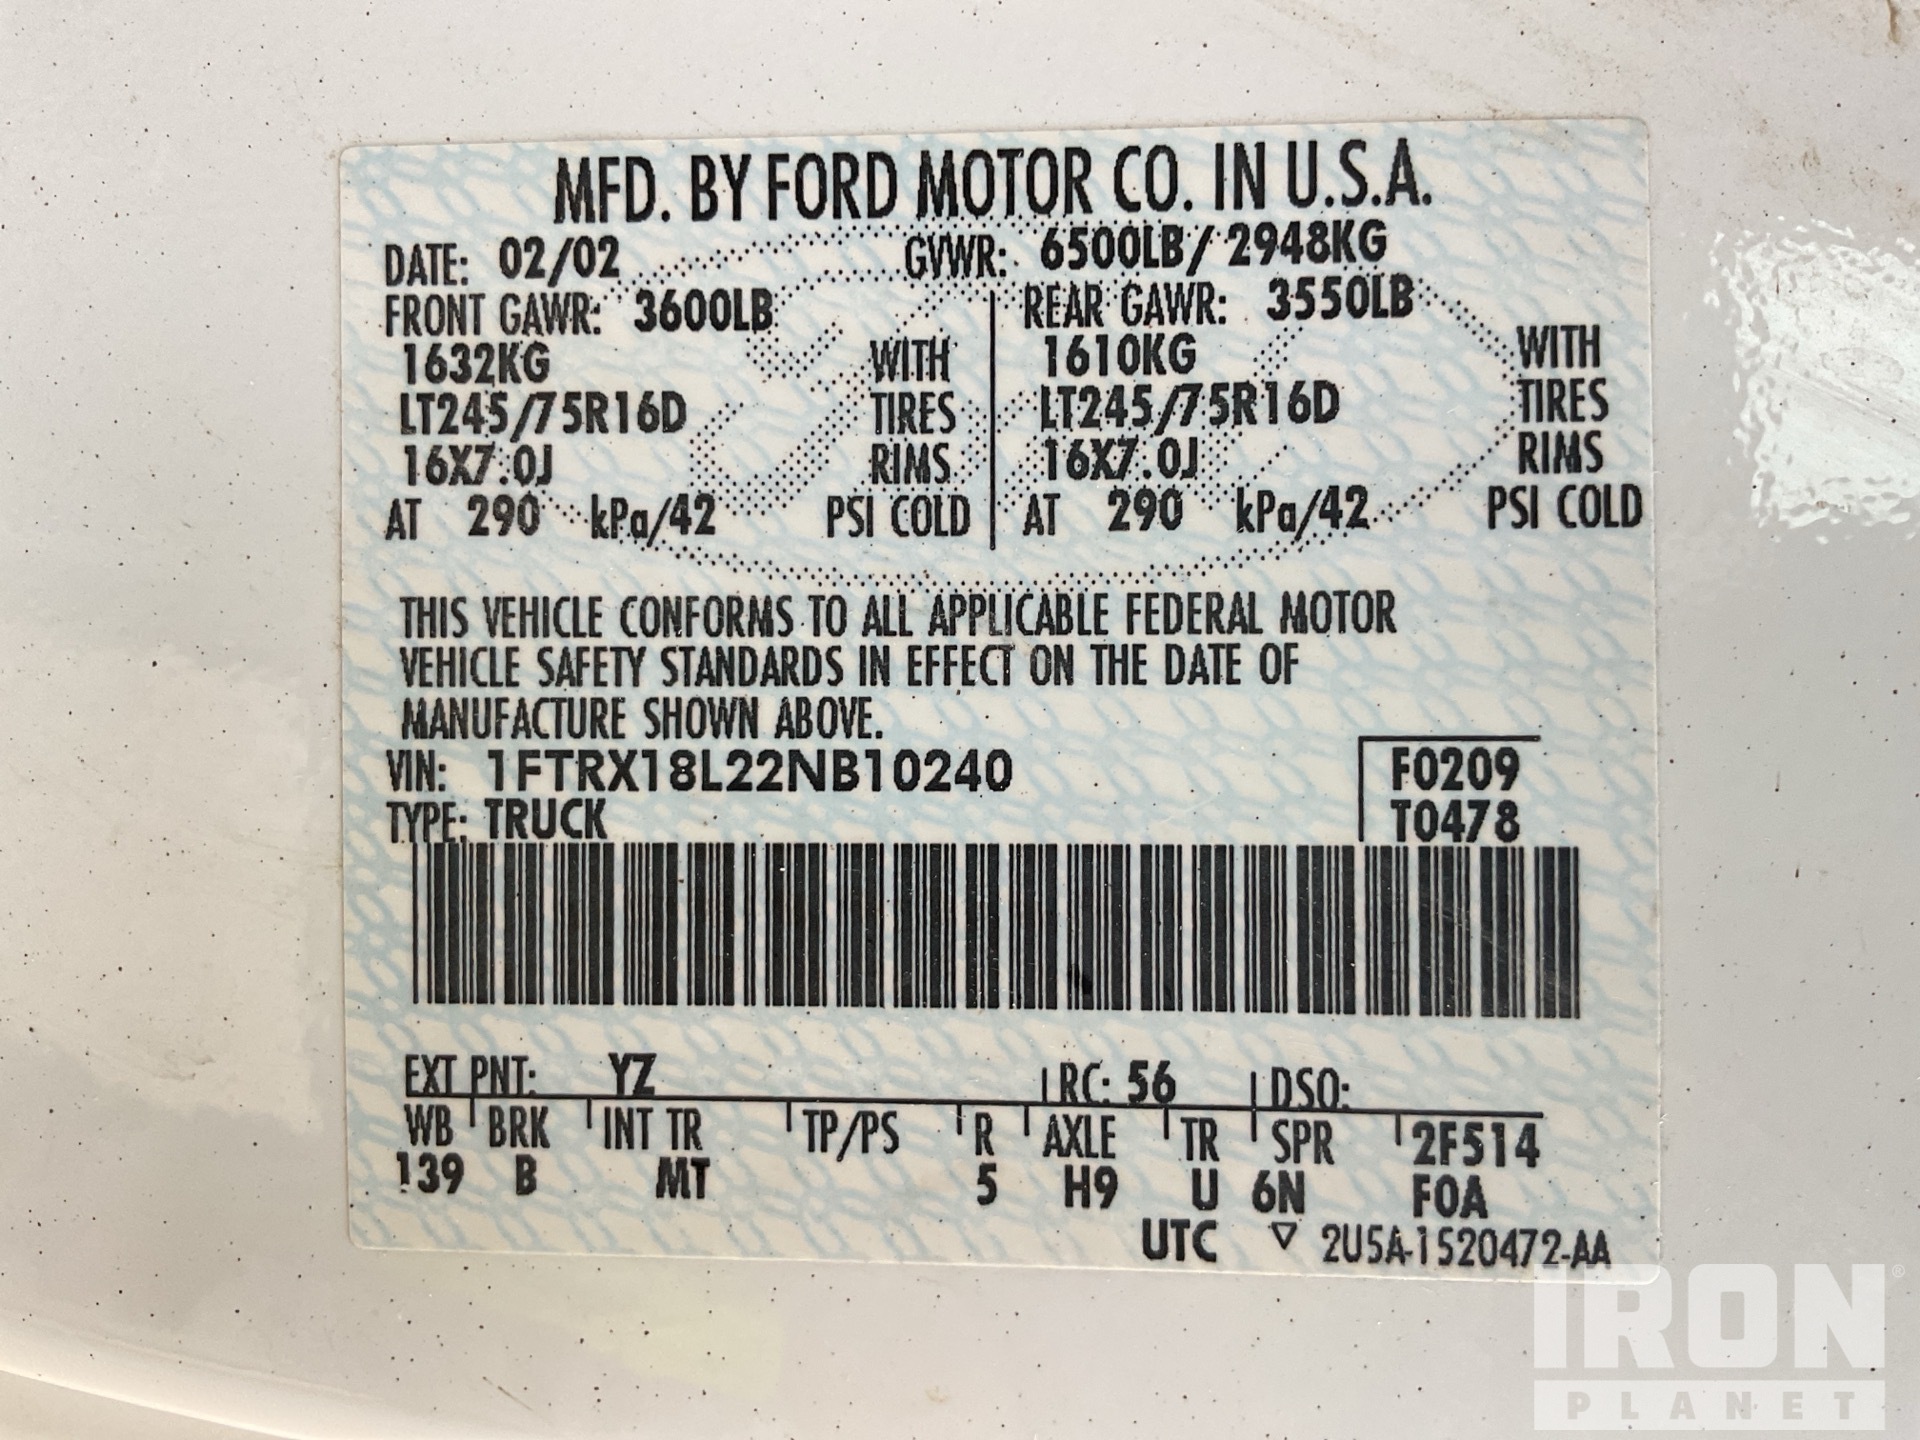 MFD. BY FORD MOTOR CO. IN U.S.A.
DATE: 02/02 GVWR: 6500LB/ 2948KG
FRONT GAWR: 3600LB REAR GAWR: 3550LB
1632KG WITH 1610KG WITH
LT245/75R16D TIRES LT245/75R16D TIRES
16X7.0J RIMS 16X7.0J RIMS
AT 290 kPa/42 PSI COLD AT 290 kPa/42 PSI COLD
THIS VEHICLE CONFORMS TO ALL APPLICABLE FEDERAL MOTOR
VEHICLE SAFETY STANDARDS IN EFFECT ON THE DATE OF
MANUFACTURE SHOWN ABOVE.
VIN: 1FTRX18L22NB10240 F0209
TYPE: TRUCK T0478
EXT PNT: YZ RC: 56 DSO:
WB BRK INT TR TP/PS R AXLE TR SPR 2F514
139 B MT 5 H9 U 6N F0A
UTC ▽ 2U5A-1520472-AA
IRON®
PLANET